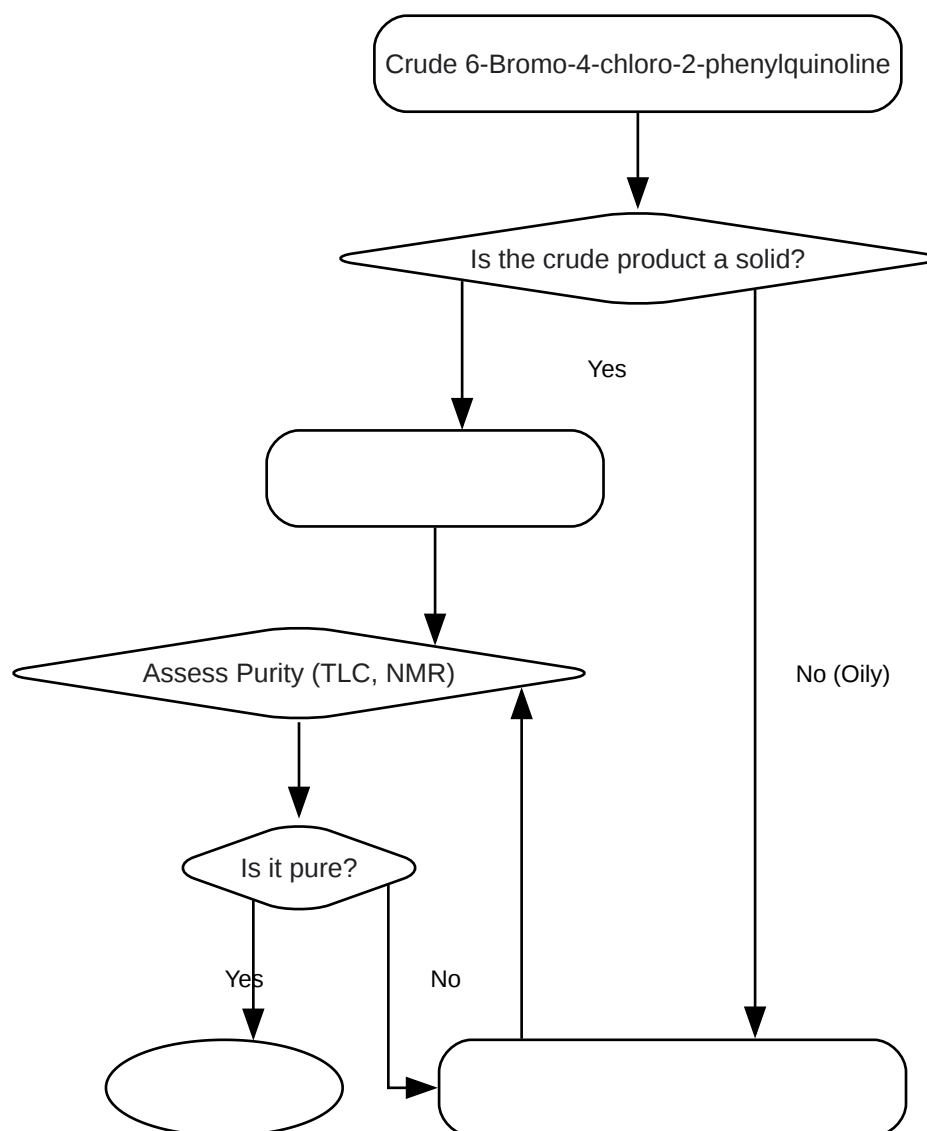 Crude 6-Bromo-4-chloro-2-phenylquinoline
Is the crude product a solid?
Yes
Assess Purity (TLC, NMR)
No (Oily)
Is it pure?
Yes
No